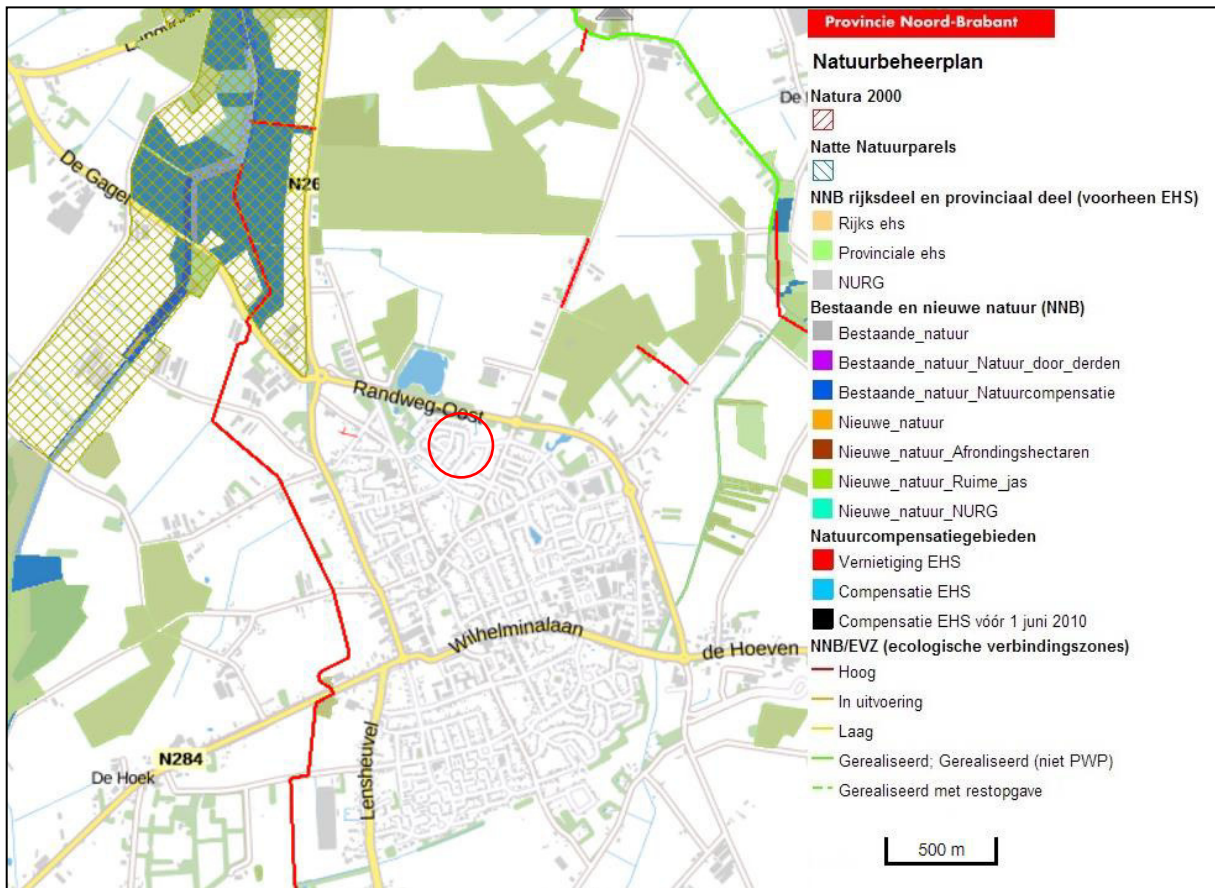 De Gagel
N26
De
Randweg-Oost
Wilhelminalaan
de Hoeven
N284
De Hoek
Lensheuvel
Provincie Noord-Brabant
Natuurbeheerplan
Natura 2000
Natte Natuurparels
NNB rijksdeel en provinciaal deel (voorheen EHS)
Rijks ehs
Provinciale ehs
NURG
Bestaande en nieuwe natuur (NNB)
Bestaande_natuur
Bestaande_natuur_Natuur_door_derden
Bestaande_natuur_Natuurcompensatie
Nieuwe_natuur
Nieuwe_natuur_Afrondingshectaren
Nieuwe_natuur_Ruime_jas
Nieuwe_natuur_NURG
Natuurcompensatiegebieden
Vernietiging EHS
Compensatie EHS
Compensatie EHS vóór 1 juni 2010
NNB/EVZ (ecologische verbindingszones)
Hoog
In uitvoering
Laag
Gerealiseerd; Gerealiseerd (niet PWP)
Gerealiseerd met restopgave
500 m